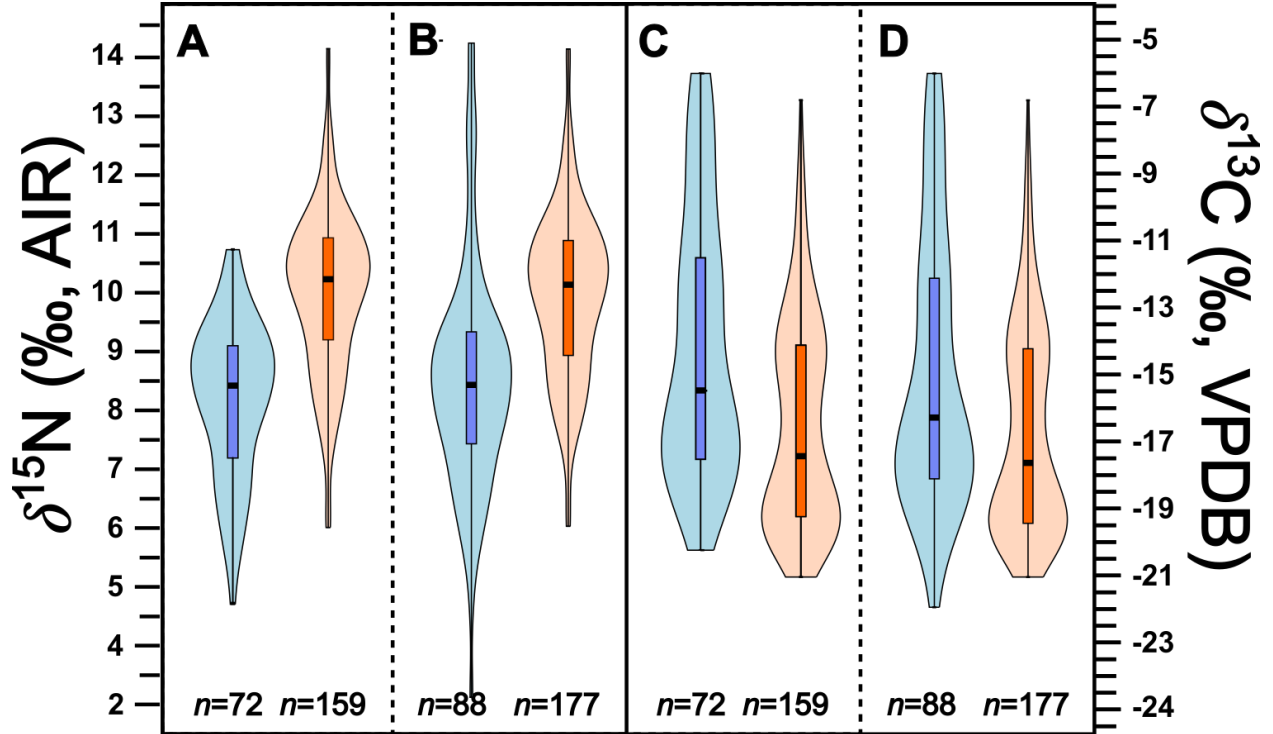 A
B
C
D
δ15N (‰, AIR)
14
13
12
11
10
9
8
7
6
5
4
2
n=72
n=159
n=88
n=177
n=72
n=159
n=88
n=177
-5
-7
-9
-11
-13
-15
-17
-19
-21
-23
-24
δ13C (‰, VPDB)